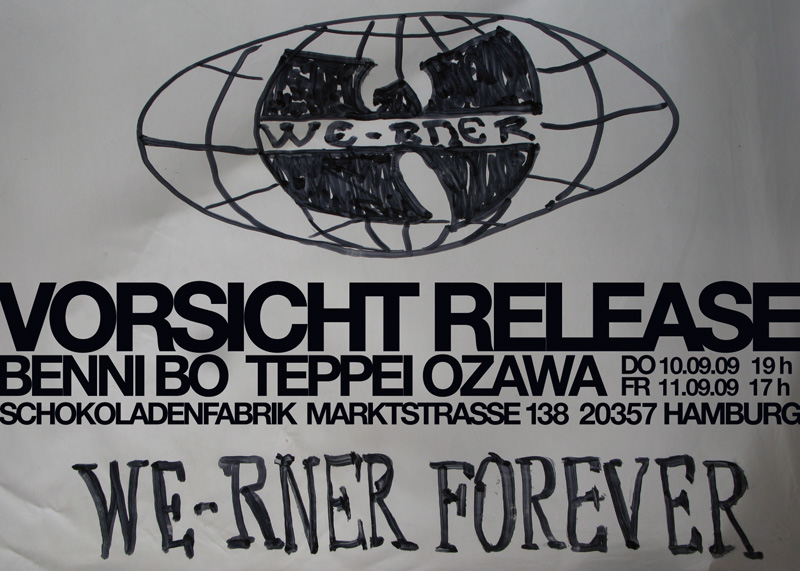 WE-RNER
VORSICHT RELEASE
BENNI BO TEPPEI OZAWA DO 10.09.09 19 h
FR 11.09.09 17 h
SCHOKOLADENFABRIK MARKTSTRASSE 138 20357 HAMBURG
WE-RNER FOREVER